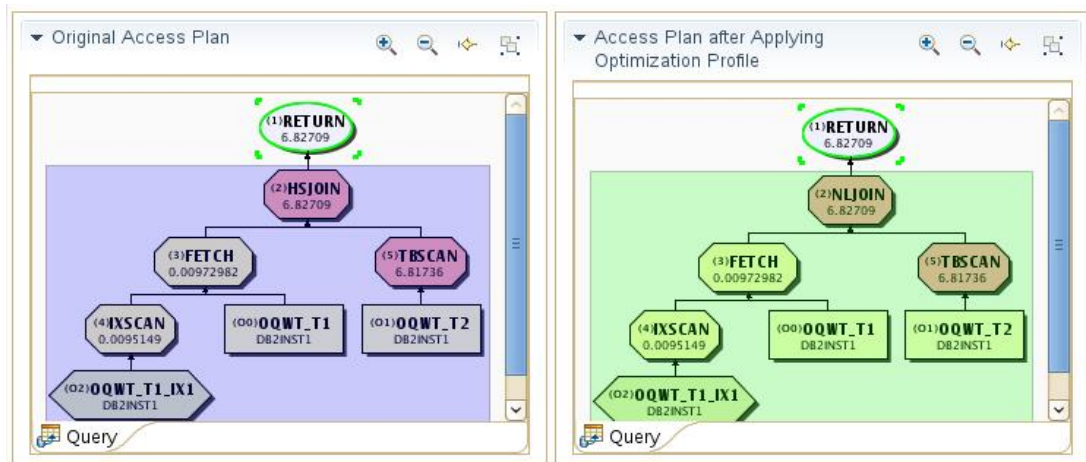 Original Access Plan
(1)RETURN
6.82709
(2)HSJOIN
6.82709
(3)FETCH
0.00972982
(5)TBSCAN
6.81736
(4)IXSCAN
0.0095149
(O0)OQWT_T1
DB2INST1
(O1)OQWT_T2
DB2INST1
(O2)OQWT_T1_IX1
DB2INST1
Query
Access Plan after Applying
Optimization Profile
(1)RETURN
6.82709
(2)NLJOIN
6.82709
(3)FETCH
0.00972982
(5)TBSCAN
6.81736
(4)IXSCAN
0.0095149
(O0)OQWT_T1
DB2INST1
(O1)OQWT_T2
DB2INST1
(O2)OQWT_T1_IX1
DB2INST1
Query